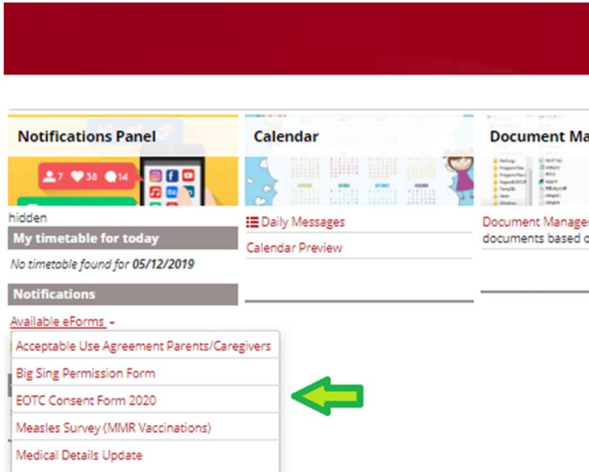 Notifications Panel
7 38 14
hidden
My timetable for today
No timetable found for 05/12/2019
Notifications
Available eForms
Acceptable Use Agreement Parents/Caregivers
Big Sing Permission Form
EOTC Consent Form 2020
Measles Survey (MMR Vaccinations)
Medical Details Update
Calendar
Daily Messages
Calendar Preview
Document Ma
Document Manage
documents based o